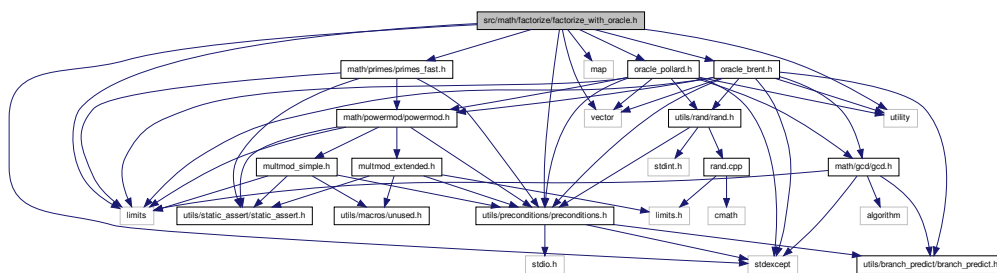 src/math/factorize/factorize_with_oracle.h
math/primes/primes_fast.h
map
oracle_pollard.h
oracle_brent.h
math/powermod/powermod.h
vector
utils/rand/rand.h
utility
multmod_simple.h
multmod_extended.h
stdint.h
rand.cpp
math/gcd/gcd.h
limits
utils/static_assert/static_assert.h
utils/macros/unused.h
utils/preconditions/preconditions.h
limits.h
cmath
algorithm
stdio.h
stdexcept
utils/branch_predict/branch_predict.h